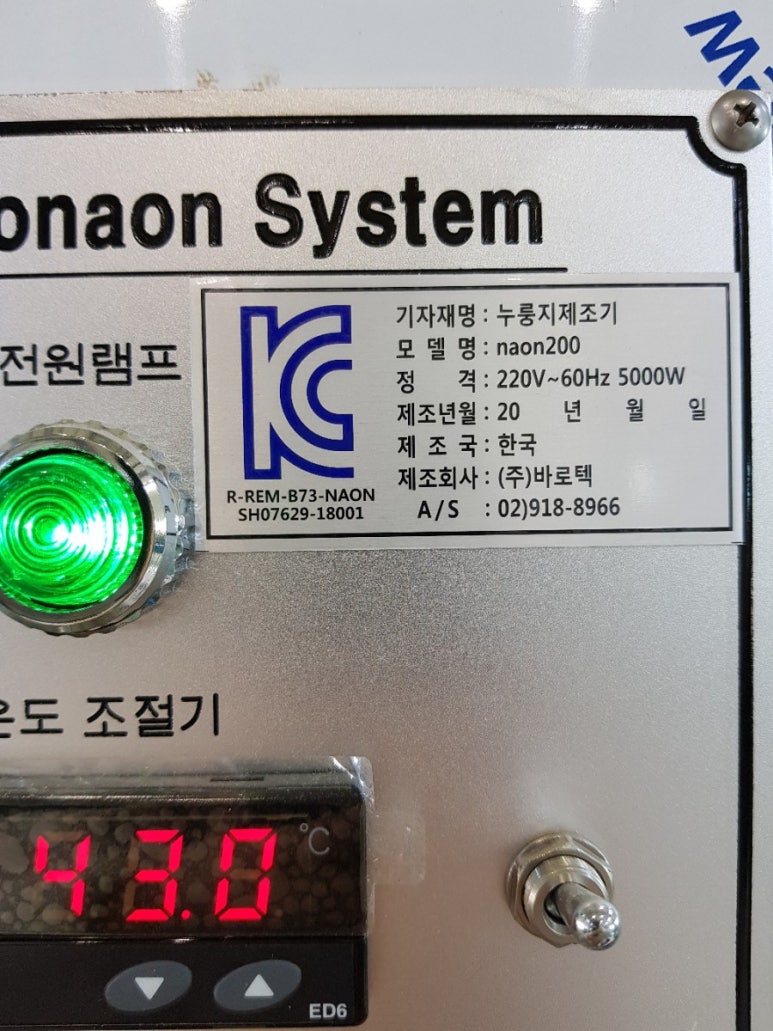 onaon System
전원램프
KC
R-REM-B73-NAON
SH07629-18001
기자재명 : 누룽지제조기
모 델 명 : naon200
정 격 : 220V~60Hz 5000W
제조년월 : 20 년 월 일
제 조 국 : 한국
제조회사 : (주)바로텍
A/S : 02)918-8966
온도 조절기
43.0 °C
▼ ▲
ED6